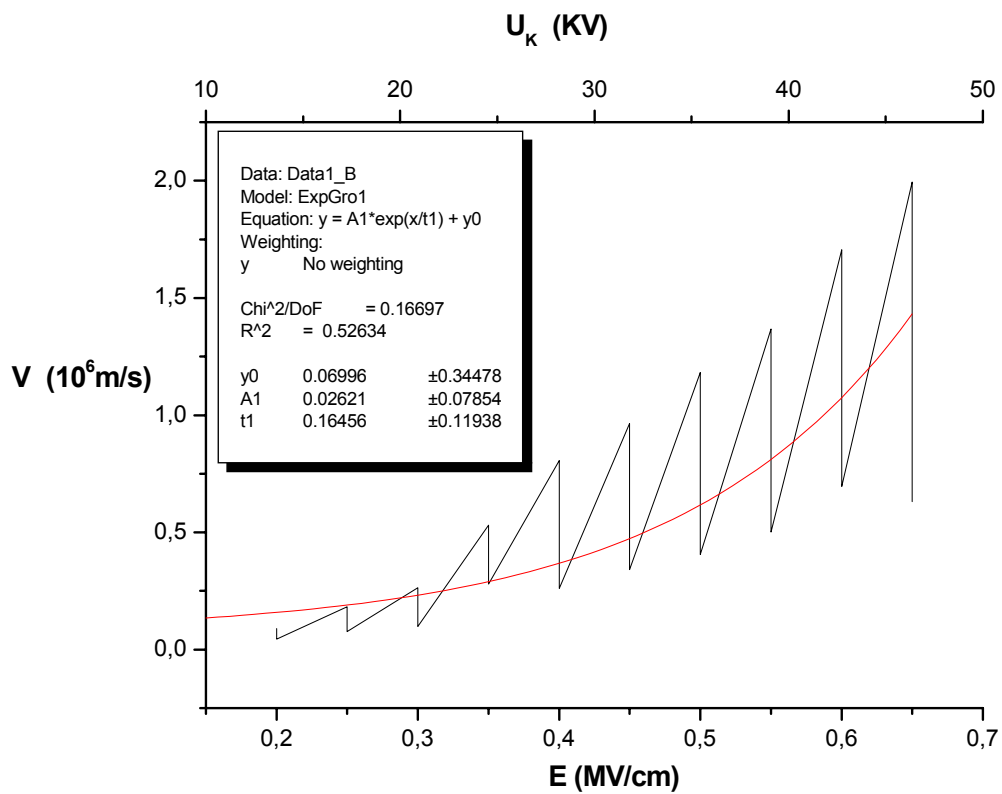 U_K (KV)
10 20 30 40 50
Data: Data1_B
Model: ExpGro1
Equation: y = A1*exp(x/t1) + y0
Weighting:
y No weighting
Chi^2/DoF = 0.16697
R^2 = 0.52634
y0 0.06996 ±0.34478
A1 0.02621 ±0.07854
t1 0.16456 ±0.11938
V (10^6m/s)
2,0
1,5
1,0
0,5
0,0
0,2 0,3 0,4 0,5 0,6 0,7
E (MV/cm)